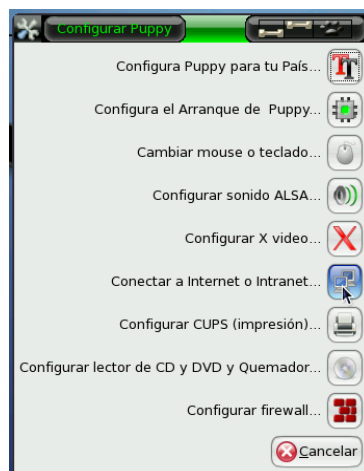 Configurar Puppy
Configura Puppy para tu País...
Configura el Arranque de Puppy...
Cambiar mouse o teclado...
Configurar sonido ALSA...
Configurar X video...
Conectar a Internet o Intranet...
Configurar CUPS (impresión)...
Configurar lector de CD y DVD y Quemador...
Configurar firewall...
Cancelar